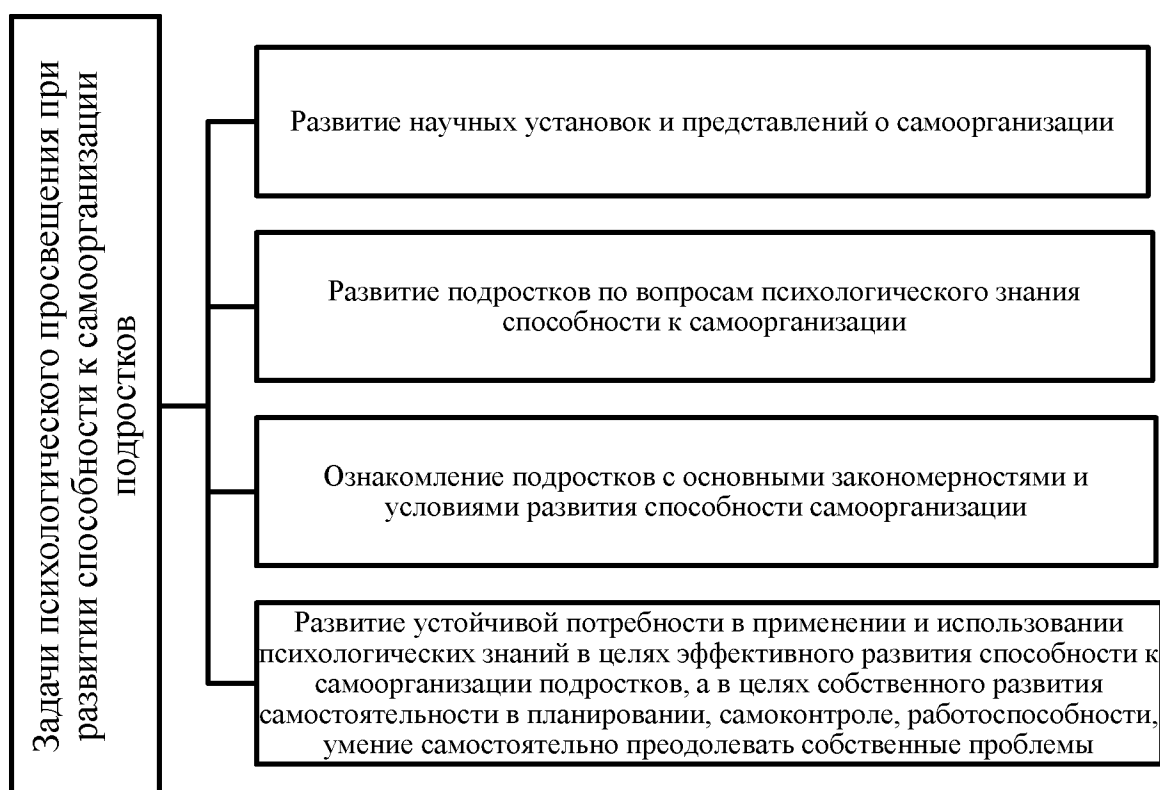 Задачи психологического просвещения при
развитии способности к самоорганизации
подростков
Развитие научных установок и представлений о самоорганизации
Развитие подростков по вопросам психологического знания
способности к самоорганизации
Ознакомление подростков с основными закономерностями и
условиями развития способности самоорганизации
Развитие устойчивой потребности в применении и использовании
психологических знаний в целях эффективного развития способности к
самоорганизации подростков, а в целях собственного развития
самостоятельности в планировании, самоконтроле, работоспособности,
умение самостоятельно преодолевать собственные проблемы